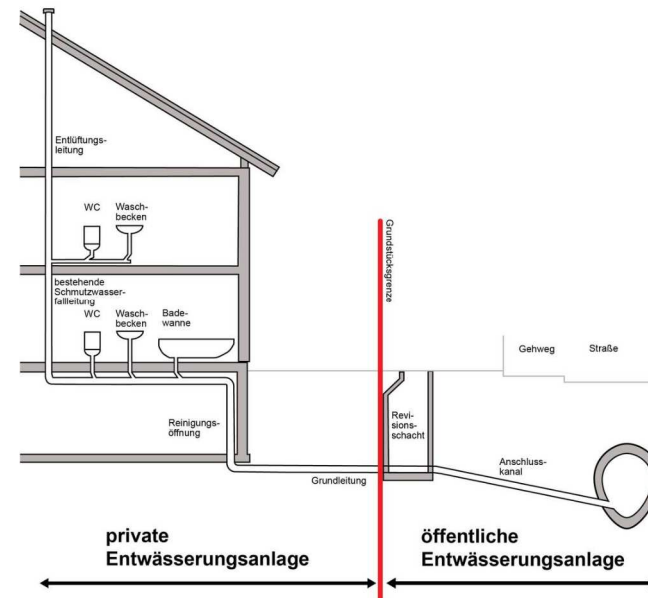 Entlüftungs-
leitung
WC
Wasch-
becken
bestehende
Schmutzwasser-
fallleitung
WC
Wasch-
becken
Bade-
wanne
Reinigungs-
öffnung
Grundleitung
Grundstücksgrenze
Revi-
sions-
schacht
Gehweg
Straße
Anschluss-
kanal
private
Entwässerungsanlage
öffentliche
Entwässerungsanlage